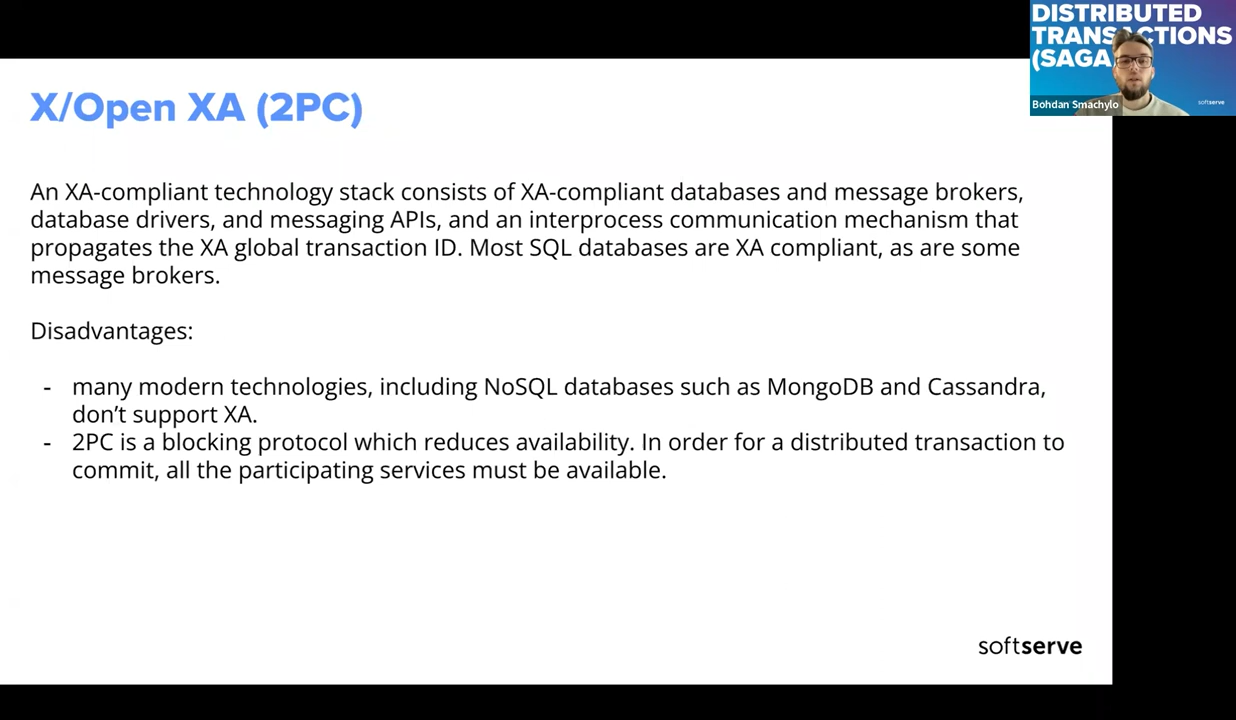 DISTRIBUTED
TRANSACTIONS
(SAGA
Bohdan Smachylo
softserve
X/Open XA (2PC)
An XA-compliant technology stack consists of XA-compliant databases and message brokers,
database drivers, and messaging APIs, and an interprocess communication mechanism that
propagates the XA global transaction ID. Most SQL databases are XA compliant, as are some
message brokers.
Disadvantages:
- many modern technologies, including NoSQL databases such as MongoDB and Cassandra,
don’t support XA.
- 2PC is a blocking protocol which reduces availability. In order for a distributed transaction to
commit, all the participating services must be available.
softserve